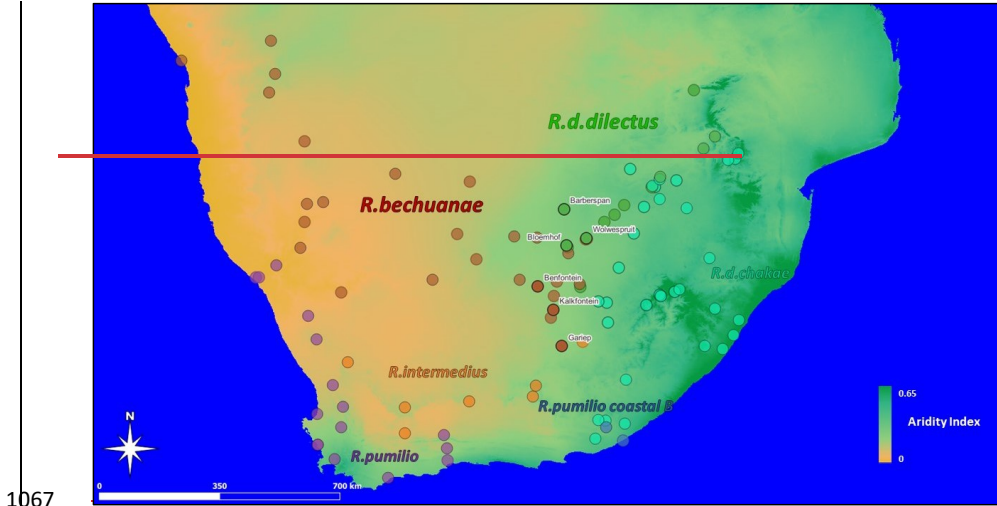 R.d.dilectus
R.bechuanae
Barberspan
Wolwespruit
Bloemhof
R.d.chakae
Benfontein
Kalkfontein
Gariep
R.intermedius
0.65
R.pumilio coastal B
Aridity Index
N
R.pumilio
0
0 350 700 km
1067